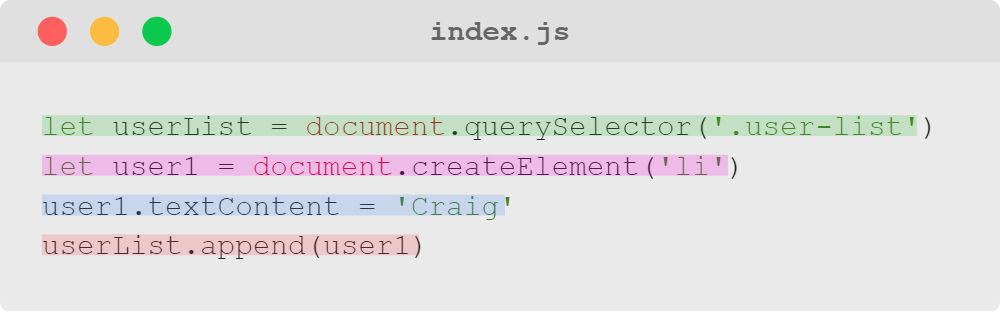 index.js
let userList = document.querySelector('.user-list')
let user1 = document.createElement('li')
user1.textContent = 'Craig'
userList.append(user1)